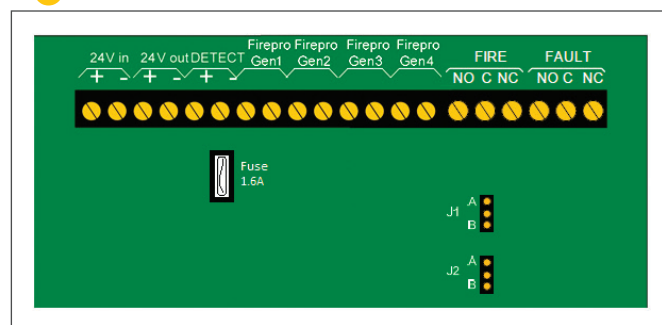 24V in 24V out DETECT Firepro Firepro Firepro Firepro FIRE FAULT
+ - + - + - Gen1 Gen2 Gen3 Gen4 NO C NC NO C NC
Fuse
1.6A
J1 A
B
J2 A
B